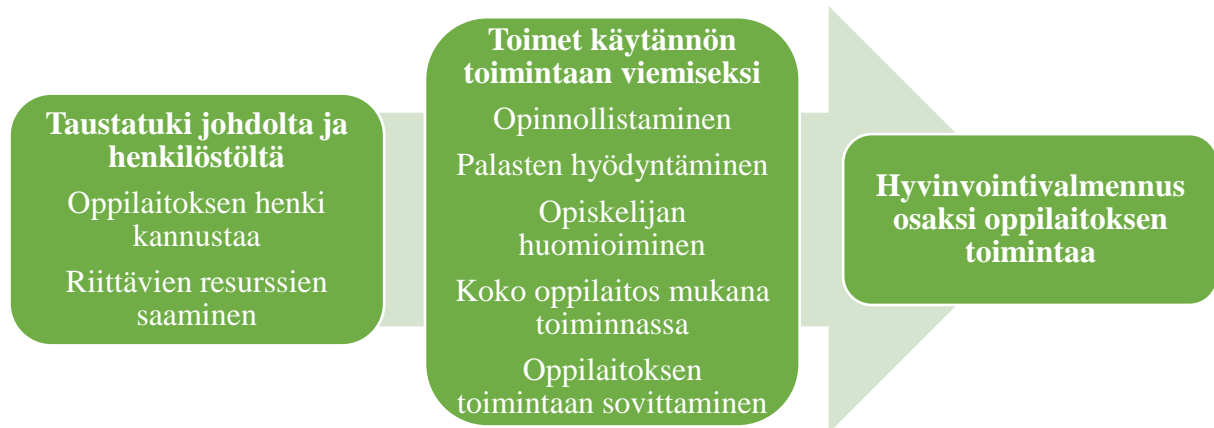 Taustatuki johdolta ja
henkilöstöltä
Oppilaitoksen henki
kannustaa
Riittävien resurssien
saaminen
Toimet käytännön
toimintaan viemiseksi
Opinnollistaminen
Palasten hyödyntäminen
Opiskelijan
huomioiminen
Koko oppilaitos mukana
toiminnassa
Oppilaitoksen
toimintaan sovittaminen
Hyvinvointivalmennus
osaksi oppilaitoksen
toimintaa